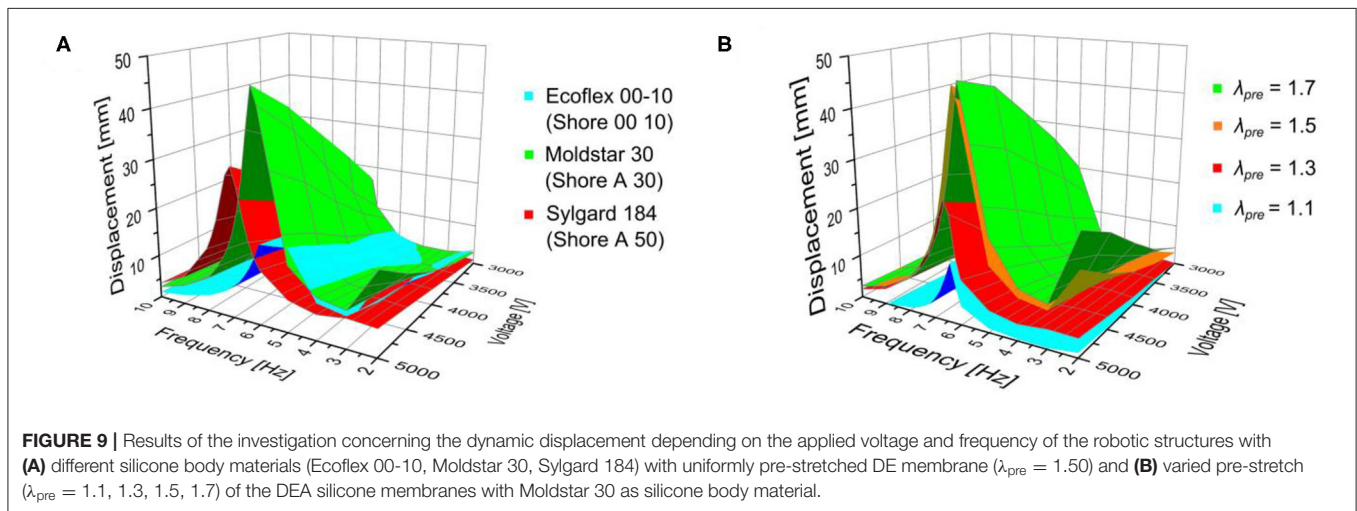 A
50
40
30
20
10
Displacement [mm]
10
9
8
7
6
5
4
3
2
Frequency [Hz]
3000
3500
4000
4500
5000
Voltage [V]
Ecoflex 00-10
(Shore 00 10)
Moldstar 30
(Shore A 30)
Sylgard 184
(Shore A 50)
B
50
40
30
20
10
Displacement [mm]
10
9
8
7
6
5
4
3
2
Frequency [Hz]
3000
3500
4000
4500
5000
Voltage [V]
λpre = 1.7
λpre = 1.5
λpre = 1.3
λpre = 1.1
FIGURE 9 | Results of the investigation concerning the dynamic displacement depending on the applied voltage and frequency of the robotic structures with
(A) different silicone body materials (Ecoflex 00-10, Moldstar 30, Sylgard 184) with uniformly pre-stretched DE membrane (λpre = 1.50) and (B) varied pre-stretch
(λpre = 1.1, 1.3, 1.5, 1.7) of the DEA silicone membranes with Moldstar 30 as silicone body material.